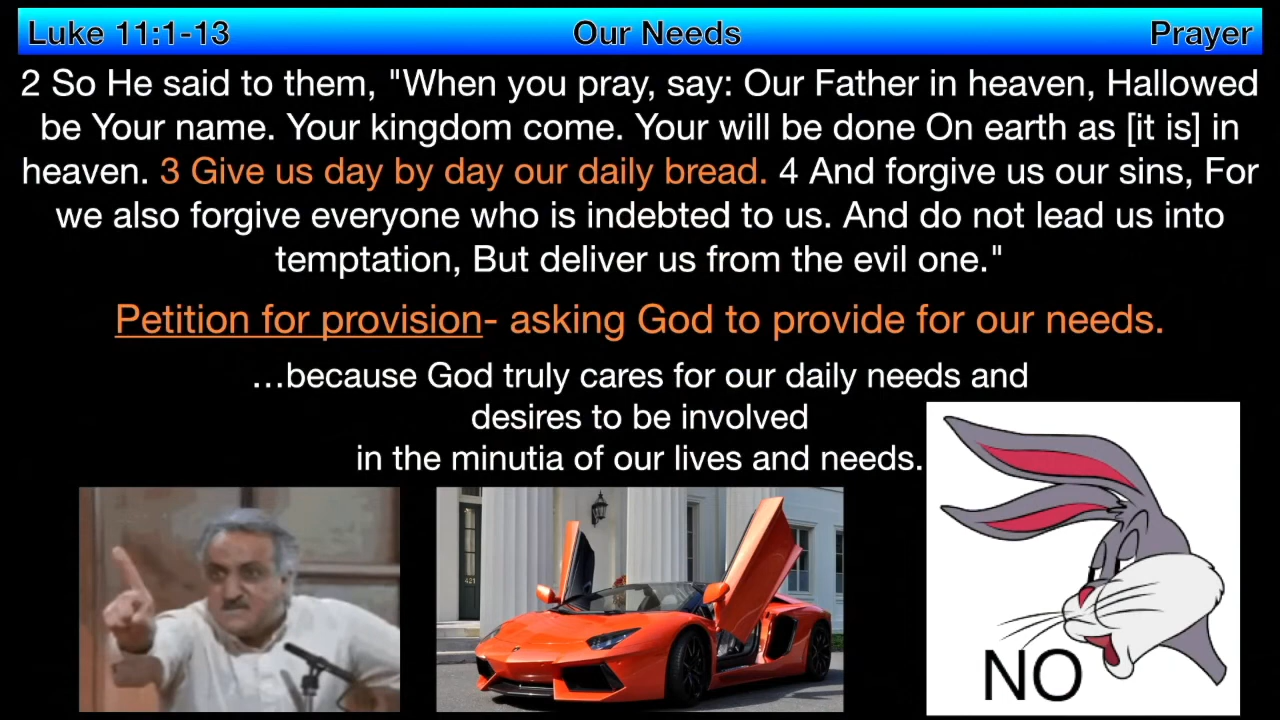 Luke 11:1-13 Our Needs Prayer
2 So He said to them, "When you pray, say: Our Father in heaven, Hallowed
be Your name. Your kingdom come. Your will be done On earth as [it is] in
heaven. 3 Give us day by day our daily bread. 4 And forgive us our sins, For
we also forgive everyone who is indebted to us. And do not lead us into
temptation, But deliver us from the evil one."
Petition for provision- asking God to provide for our needs.
…because God truly cares for our daily needs and
desires to be involved
in the minutia of our lives and needs.
421
NO